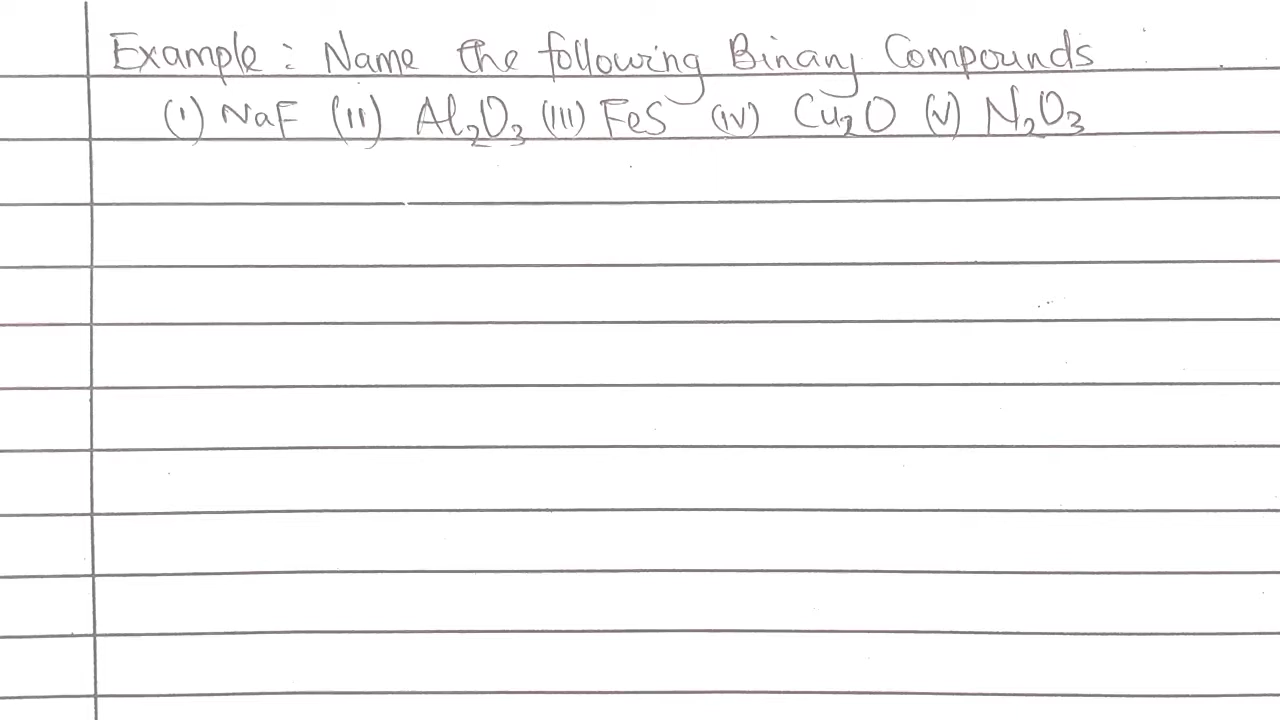 Example: Name the following Binary Compounds
(i) NaF (ii) Al₂O₃ (iii) FeS (iv) Cu₂O (v) N₂O₃